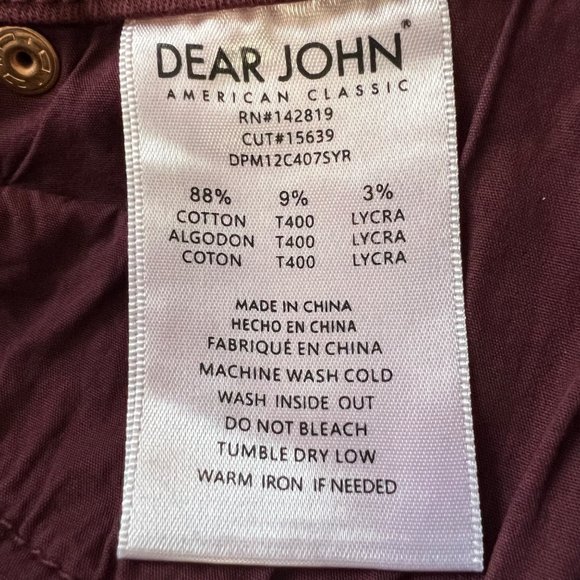 DEAR JOHN®
AMERICAN CLASSIC
RN#142819
CUT#15639
DPM12C407SYR
88% 9% 3%
COTTON T400 LYCRA
ALGODON T400 LYCRA
COTON T400 LYCRA
MADE IN CHINA
HECHO EN CHINA
FABRIQUÉ EN CHINA
MACHINE WASH COLD
WASH INSIDE OUT
DO NOT BLEACH
TUMBLE DRY LOW
WARM IRON IF NEEDED